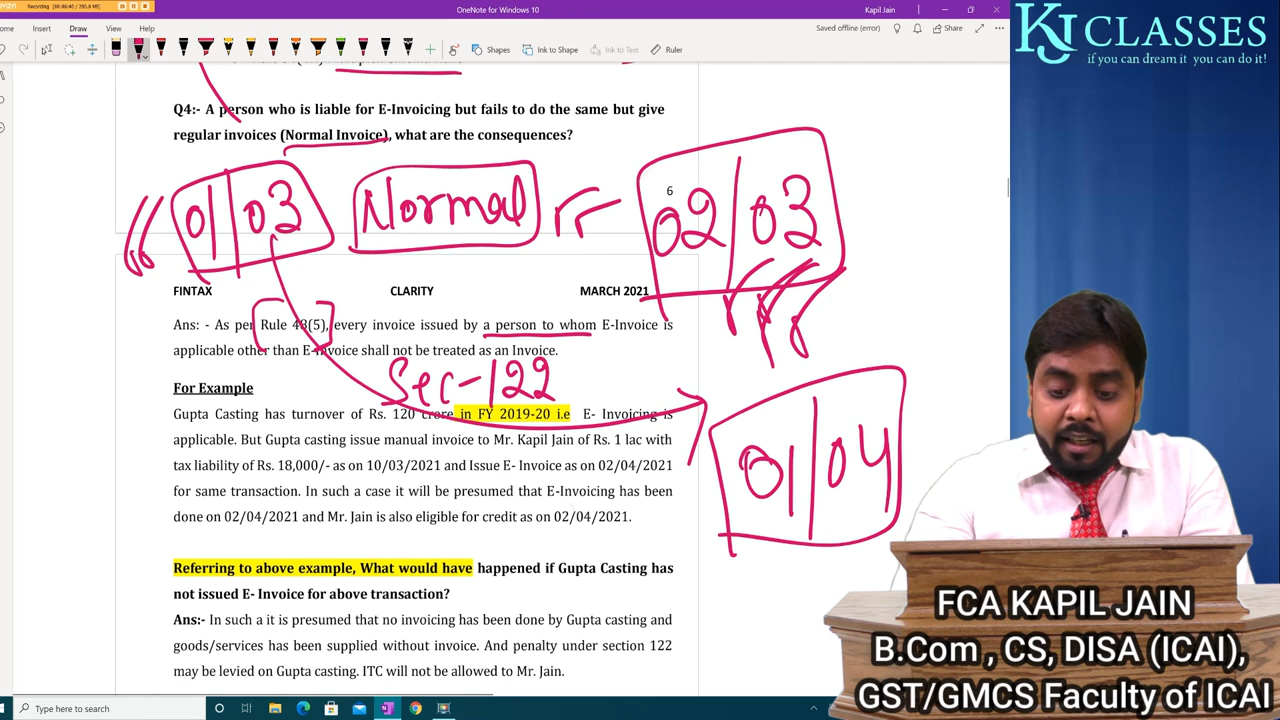 Recording [00:06:40 / 265.8 MB]
OneNote for Windows 10
Kapil Jain
Insert Draw View Help
Saved offline (error)
Share
Shapes Ink to Shape Ink to Text Ruler
KJ CLASSES
if you can dream it you can do it!
Q4:- A person who is liable for E-Invoicing but fails to do the same but give
regular invoices (Normal Invoice), what are the consequences?
01 03 Normal 02 03
6
FINTAX CLARITY MARCH 2021
Ans: - As per Rule 48(5), every invoice issued by a person to whom E-Invoice is
applicable other than E-Invoice shall not be treated as an Invoice.
Sec-122
For Example
Gupta Casting has turnover of Rs. 120 crore in FY 2019-20 i.e E- Invoicing is
applicable. But Gupta casting issue manual invoice to Mr. Kapil Jain of Rs. 1 lac with
tax liability of Rs. 18,000/- as on 10/03/2021 and Issue E- Invoice as on 02/04/2021
for same transaction. In such a case it will be presumed that E-Invoicing has been
done on 02/04/2021 and Mr. Jain is also eligible for credit as on 02/04/2021.
01 04
Referring to above example, What would have happened if Gupta Casting has
not issued E- Invoice for above transaction?
Ans:- In such a it is presumed that no invoicing has been done by Gupta casting and
goods/services has been supplied without invoice. And penalty under section 122
may be levied on Gupta casting. ITC will not be allowed to Mr. Jain.
FCA KAPIL JAIN
B.Com , CS, DISA (ICAI),
GST/GMCS Faculty of ICAI
Type here to search